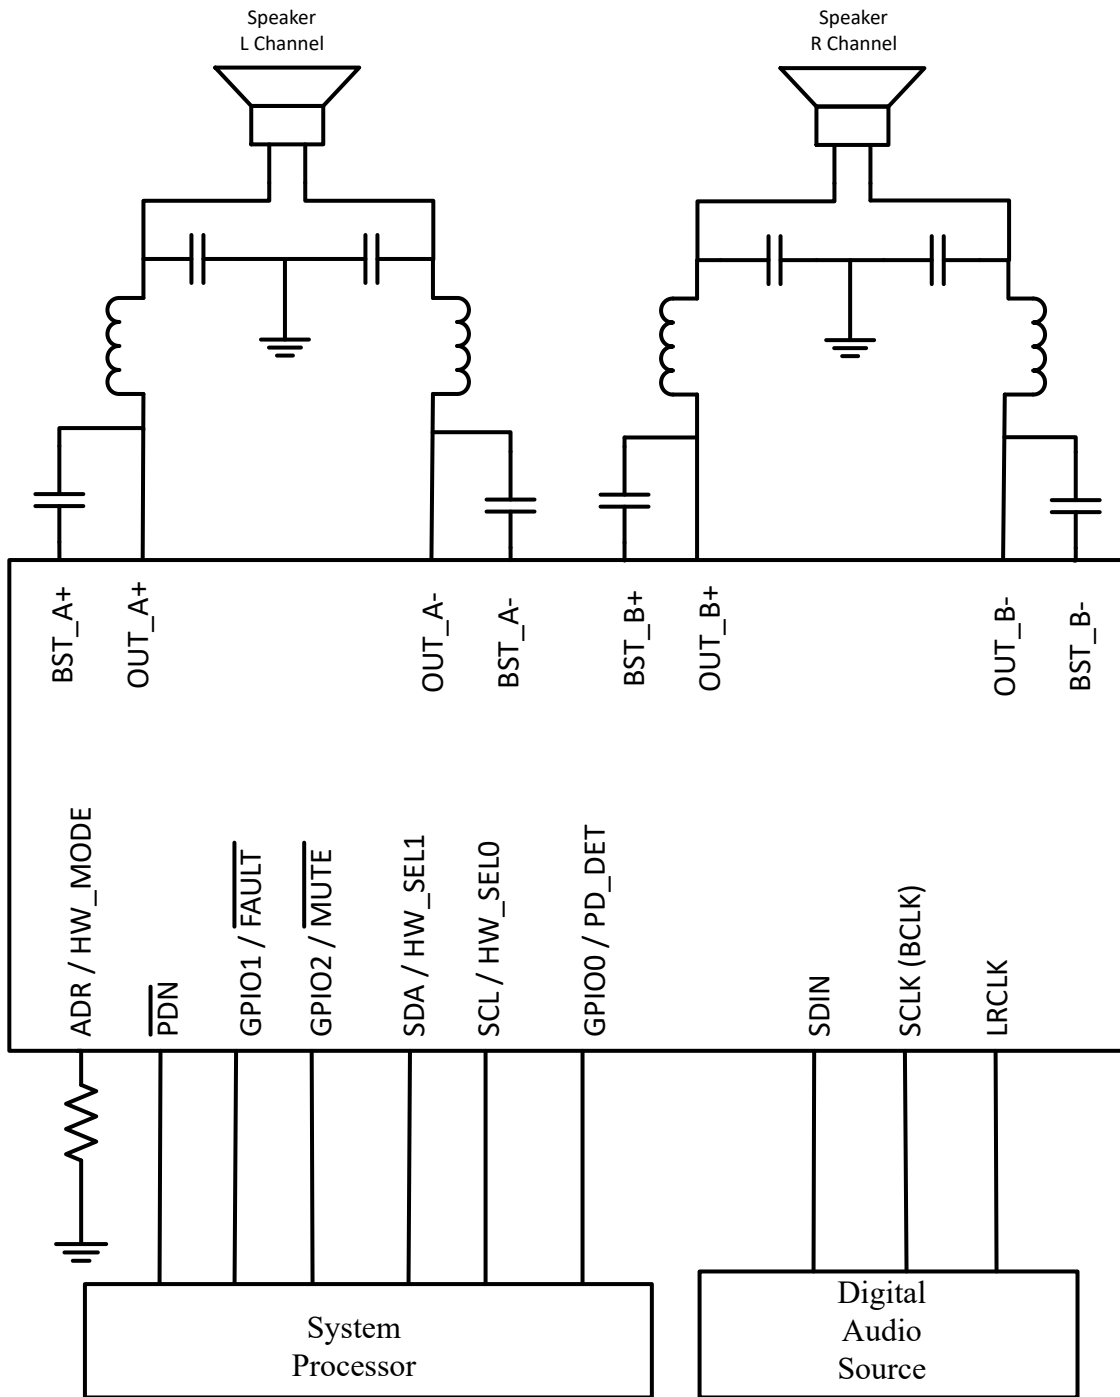 Speaker
L Channel
Speaker
R Channel
BST_A+
OUT_A+
OUT_A-
BST_A-
BST_B+
OUT_B+
OUT_B-
BST_B-
ADR / HW_MODE
PDN
GPIO1 / FAULT
GPIO2 / MUTE
SDA / HW_SEL1
SCL / HW_SEL0
GPIO0 / PD_DET
SDIN
SCLK (BCLK)
LRCLK
System
Processor
Digital
Audio
Source